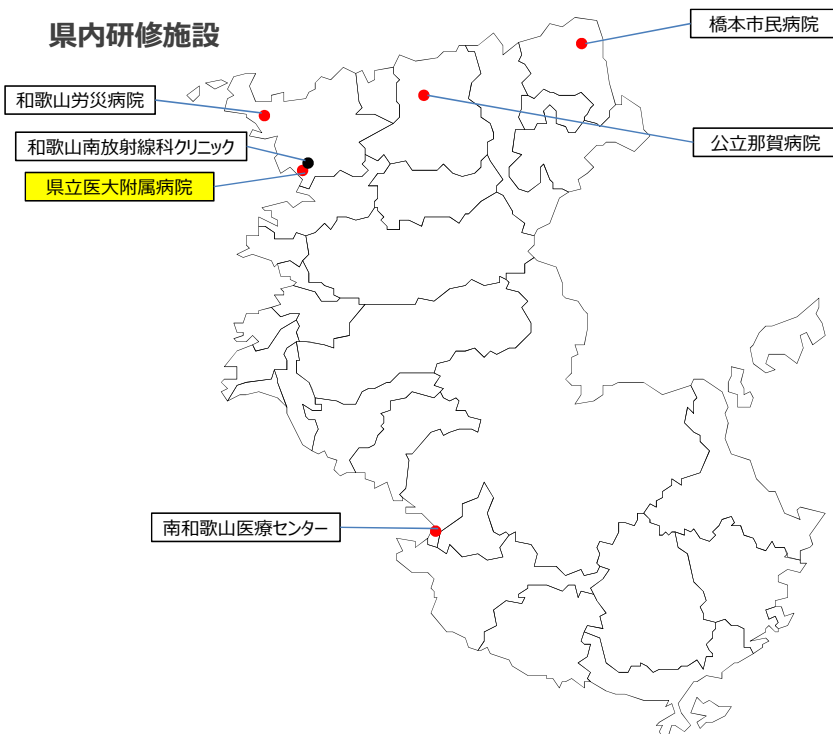 県内研修施設
橋本市民病院
和歌山労災病院
公立那賀病院
和歌山南放射線科クリニック
県立医大附属病院
南和歌山医療センター